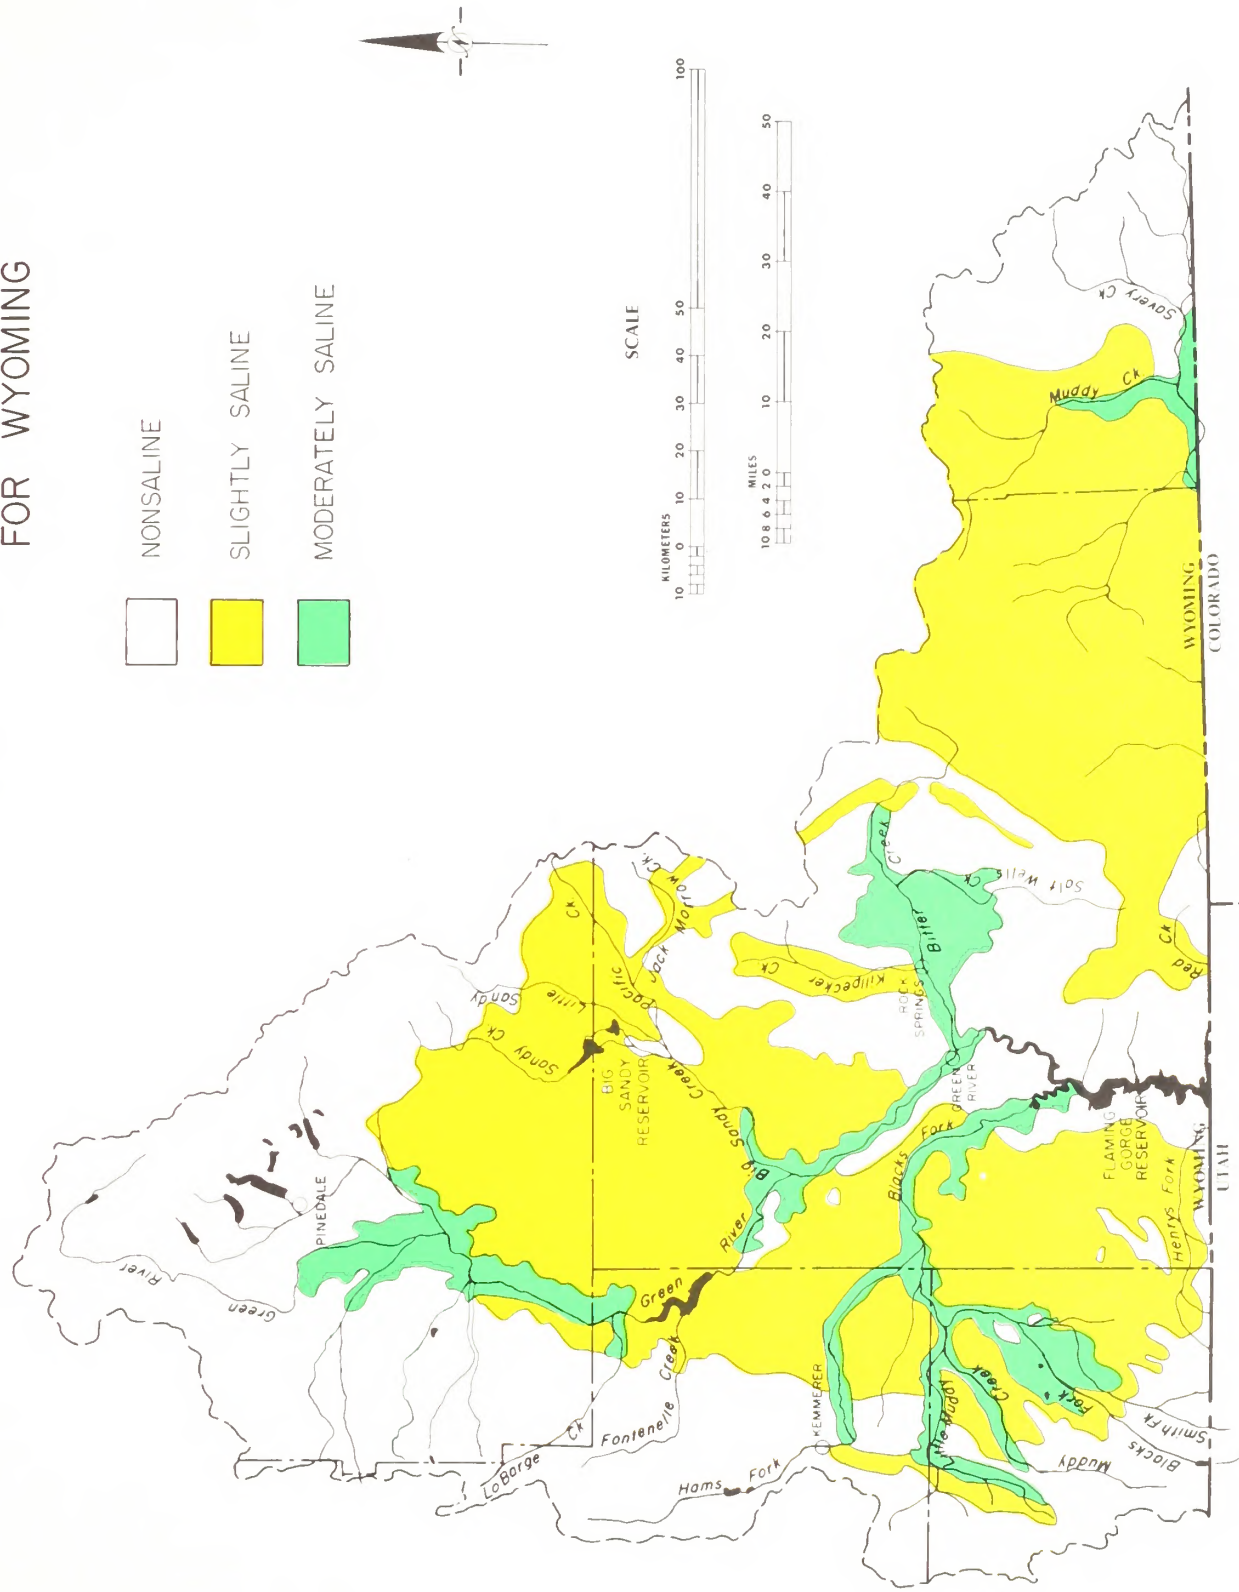 FOR WYOMING
NONSALINE
SLIGHTLY SALINE
MODERATELY SALINE
SCALE
KILOMETERS
10 0 10 20 30 40 50 100
MILES
10 8 6 4 2 0 10 20 30 40 50
Green
River
PINEDALE
Sandy
Little
Sandy
Ck
Ck
Pacific
Jack Morrow Ck.
BIG
SANDY
RESERVOIR
Big Sandy Creek
LaBarge
Ck
Fontenelle
Creek
Green
River
Hams Fork
KEMMERER
Killpecker
Ck
ROCK
SPRINGS
Bitter
Creek
Salt Wells
Ck
GREEN
RIVER
Blacks Fork
Little Muddy
Creek
Muddy
Blacks
Fork
Smith Fk
Henrys Fork
FLAMING
GORGE
RESERVOIR
Red
Ck
Muddy
Ck
Savery Ck
WYOMING
UTAH
WYOMING
COLORADO